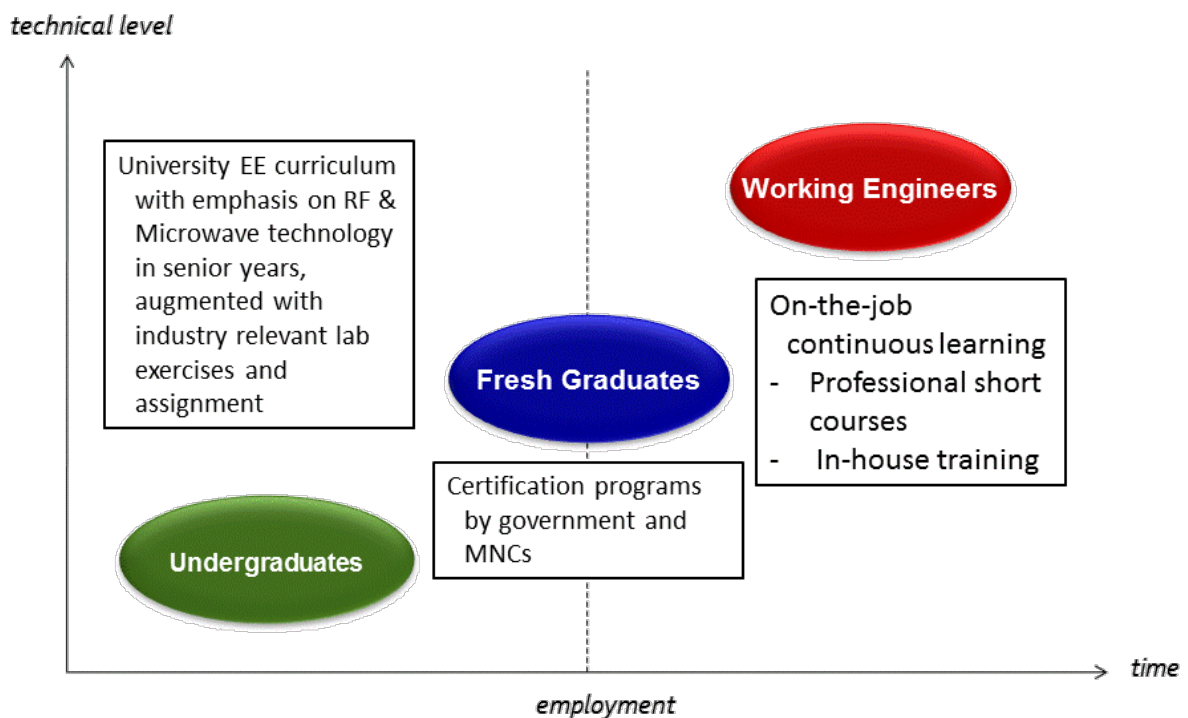 technical level
University EE curriculum
with emphasis on RF &
Microwave technology
in senior years,
augmented with
industry relevant lab
exercises and
assignment
Working Engineers
On-the-job
continuous learning
- Professional short
courses
- In-house training
Fresh Graduates
Certification programs
by government and
MNCs
Undergraduates
time
employment